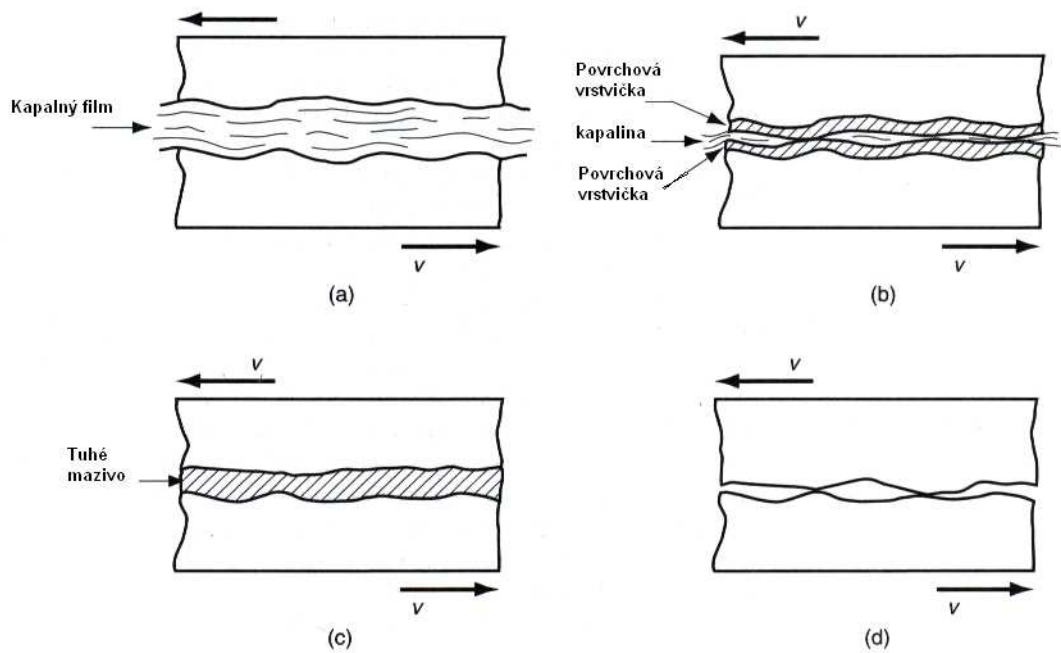 Kapalný film
v
(a)
v
Povrchová
vrstvička
kapalina
Povrchová
vrstvička
v
(b)
v
Tuhé
mazivo
v
(c)
v
v
(d)